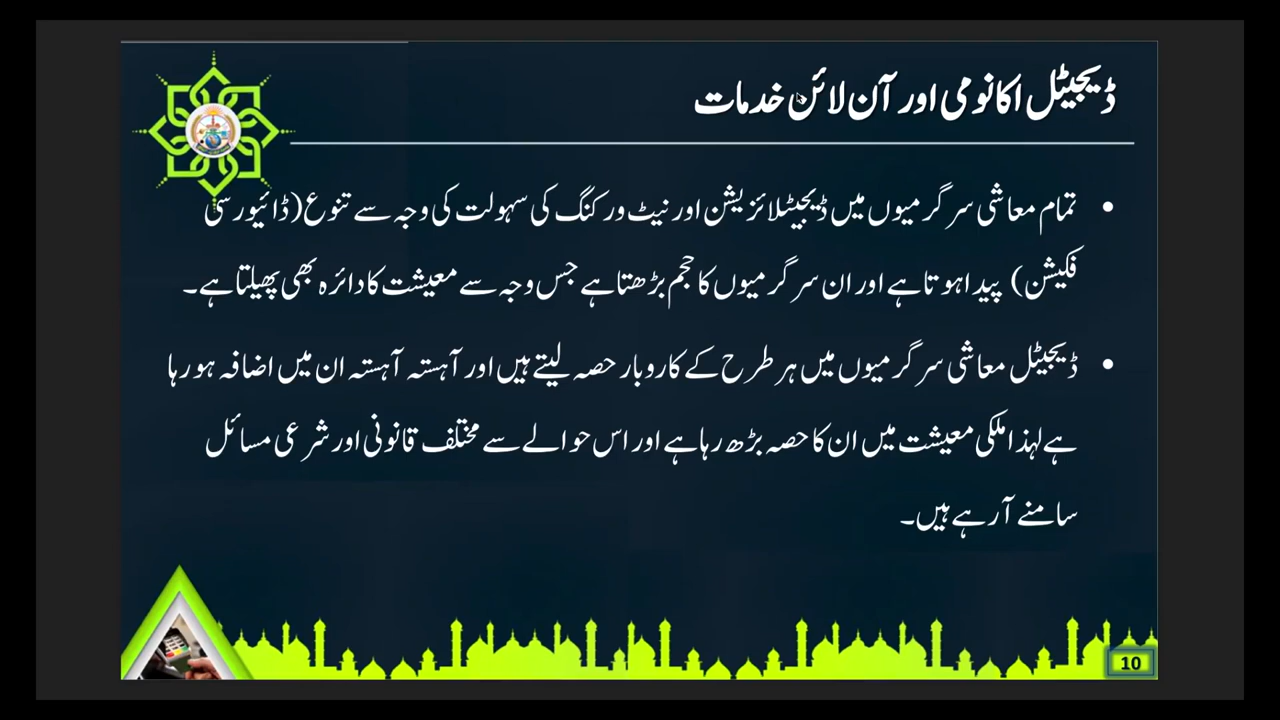 ڈیجیٹل اکانومی اور آن لائن خدمات
• تمام معاشی سرگرمیوں میں ڈیجیٹلائزیشن اور نیٹ ورکنگ کی سہولت کی وجہ سے تنوع (ڈائیورسی
فکیشن) پیدا ہوتا ہے اور ان سرگرمیوں کا حجم بڑھتا ہے جس وجہ سے معیشت کا دائرہ بھی پھیلتا ہے۔
• ڈیجیٹل معاشی سرگرمیوں میں ہر طرح کے کاروبار حصہ لیتے ہیں اور آہستہ آہستہ ان میں اضافہ ہو رہا
ہے لہذا ملکی معیشت میں ان کا حصہ بڑھ رہا ہے اور اس حوالے سے مختلف قانونی اور شرعی مسائل
سامنے آرہے ہیں۔
10